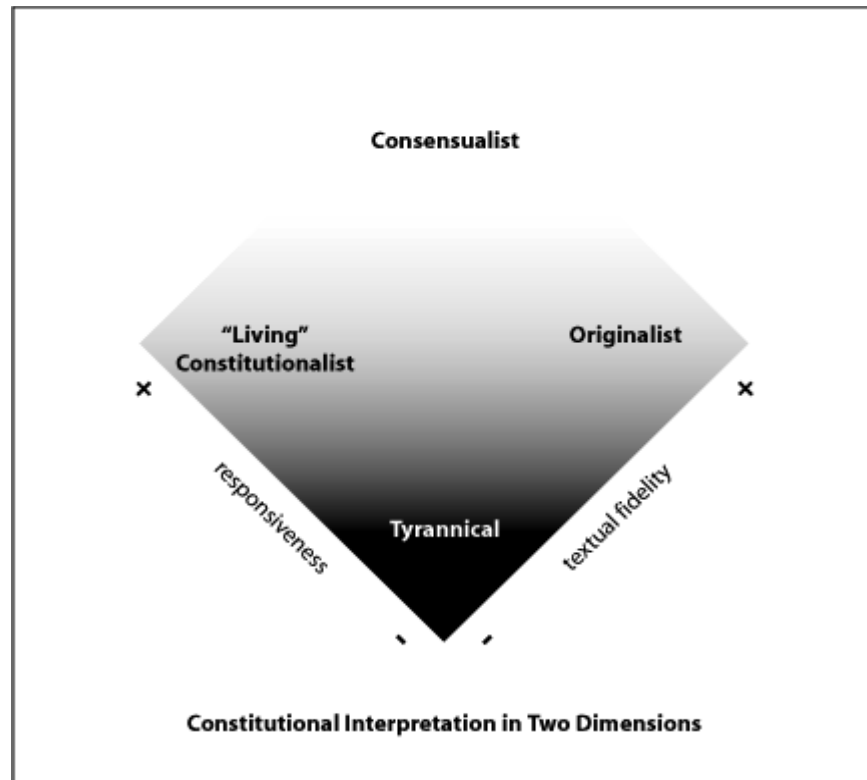 Consensualist
“Living”
Constitutionalist
Originalist
+
+
responsiveness
textual fidelity
Tyrannical
-
-
Constitutional Interpretation in Two Dimensions